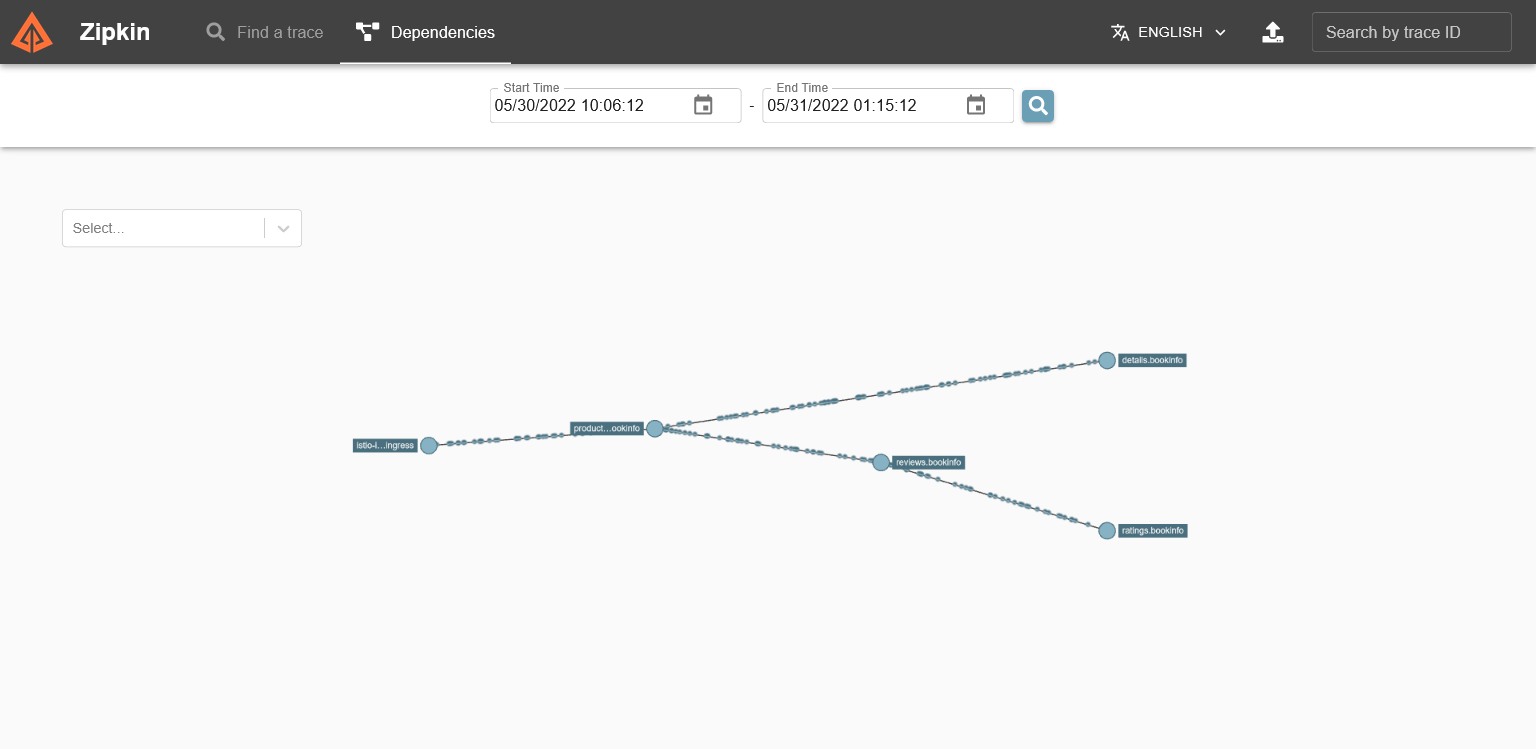 Zipkin
Find a trace
Dependencies
ENGLISH
Search by trace ID
Start Time
End Time
05/30/2022 10:06:12
-
05/31/2022 01:15:12
Select...
details.bookinfo
product...ookinfo
istio-i...ingress
reviews.bookinfo
ratings.bookinfo